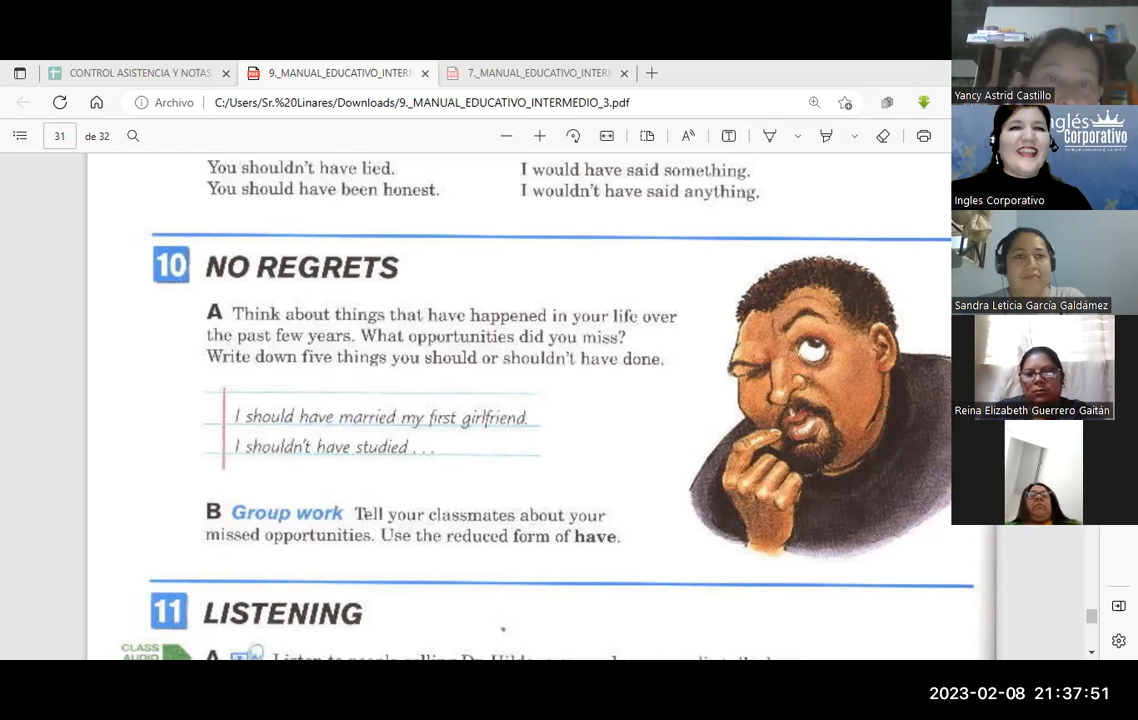 CONTROL ASISTENCIA Y NOTAS
9._MANUAL_EDUCATIVO_INTERM
7._MANUAL_EDUCATIVO_INTERM
Archivo C:/Users/Sr.%20Linares/Downloads/9._MANUAL_EDUCATIVO_INTERMEDIO_3.pdf
31 de 32
You shouldn't have lied.
You should have been honest.
I would have said something.
I wouldn't have said anything.
10 NO REGRETS
A Think about things that have happened in your life over
the past few years. What opportunities did you miss?
Write down five things you should or shouldn't have done.
I should have married my first girlfriend.
I shouldn't have studied . . .
B Group work Tell your classmates about your
missed opportunities. Use the reduced form of have.
11 LISTENING
CLASS
AUDIO
A Listen to people calling Dr. Hilda
Yancy Astrid Castillo
Inglés
Corporativo
Ingles Corporativo
Sandra Leticia García Galdámez
Reina Elizabeth Guerrero Gaitán
2023-02-08 21:37:51